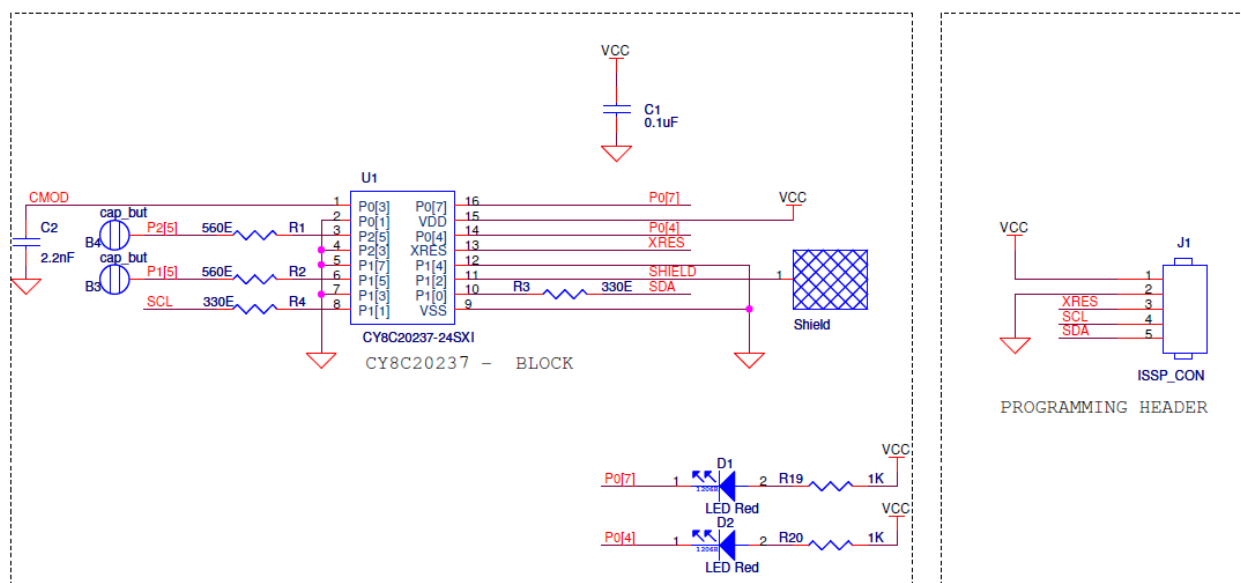 VCC
C1
0.1uF
U1
CMOD
1 P0[3] P0[7] 16 P0[7]
2 P0[1] VDD 15 VCC
C2
2.2nF
cap_but
B4
P2[5] 560E R1 3 P2[5] P0[4] 14 P0[4]
4 P2[3] XRES 13 XRES
cap_but
B3
5 P1[7] P1[4] 12
P1[5] 560E R2 6 P1[5] P1[2] 11 SHIELD 1
7 P1[3] P1[0] 10 R3 330E SDA
SCL 330E R4 8 P1[1] VSS 9
Shield
CY8C20237-24SXI
CY8C20237 - BLOCK
VCC
J1
1
2
XRES 3
SCL 4
SDA 5
ISSP_CON
PROGRAMMING HEADER
VCC
D1
P0[7] 1 2 R19 1K
1206B
LED Red
VCC
D2
P0[4] 1 2 R20 1K
1206B
LED Red